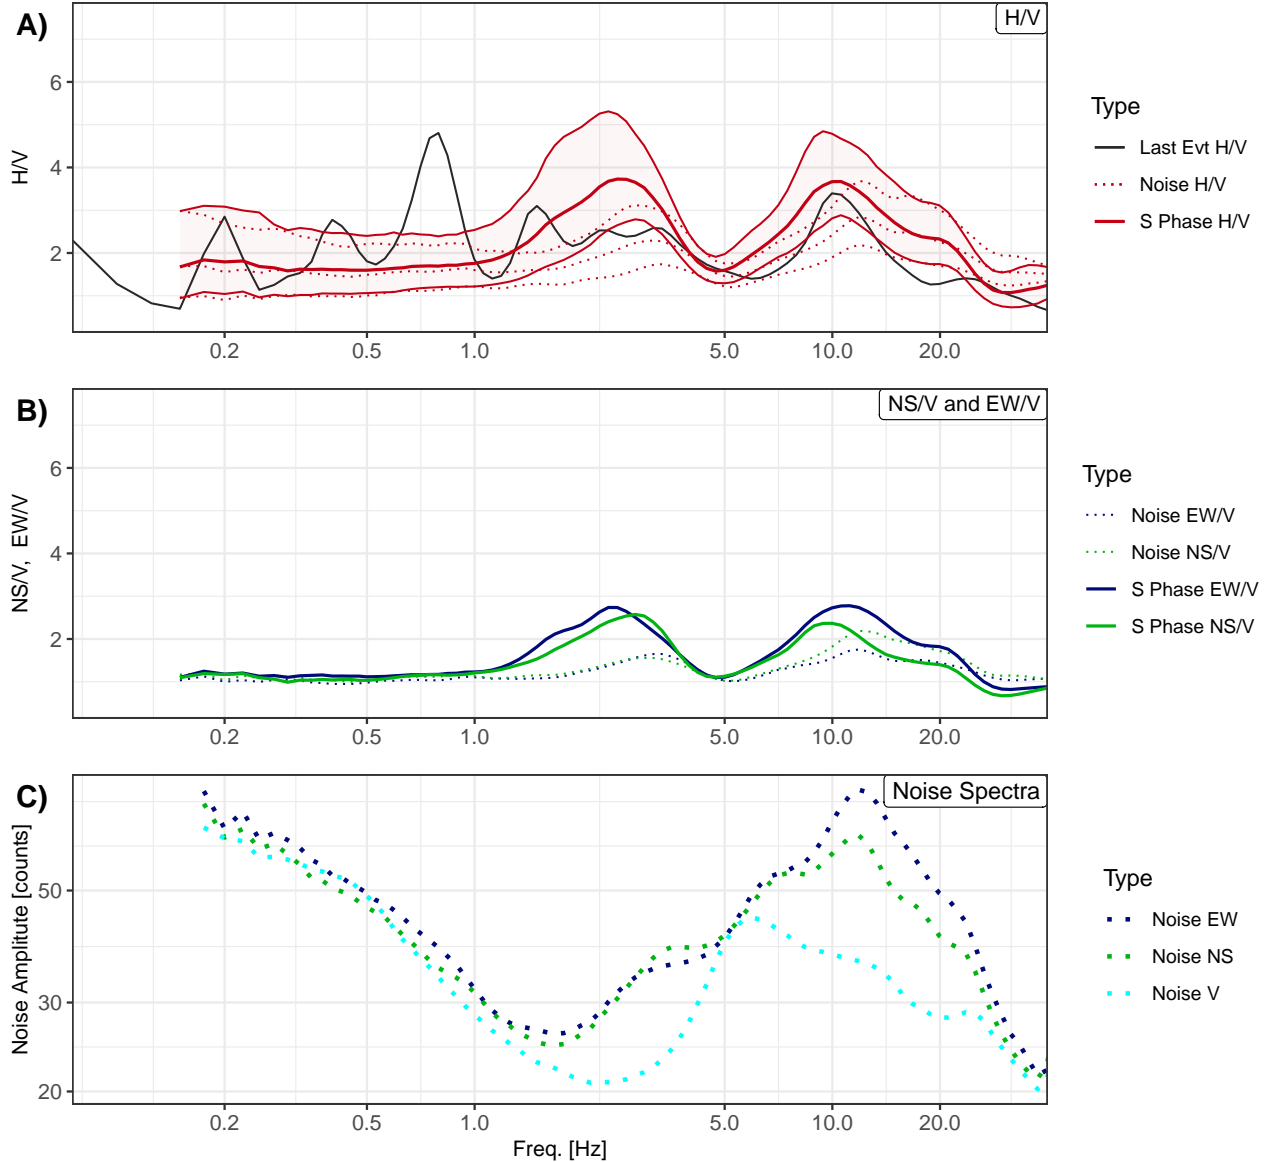 A)
H/V
H/V
6
4
2
0.2 0.5 1.0 5.0 10.0 20.0
Type
Last Evt H/V
Noise H/V
S Phase H/V
B)
NS/V and EW/V
NS/V, EW/V
6
4
2
0.2 0.5 1.0 5.0 10.0 20.0
Type
Noise EW/V
Noise NS/V
S Phase EW/V
S Phase NS/V
C)
Noise Spectra
Noise Amplitude [counts]
50
30
20
0.2 0.5 1.0 5.0 10.0 20.0
Freq. [Hz]
Type
Noise EW
Noise NS
Noise V